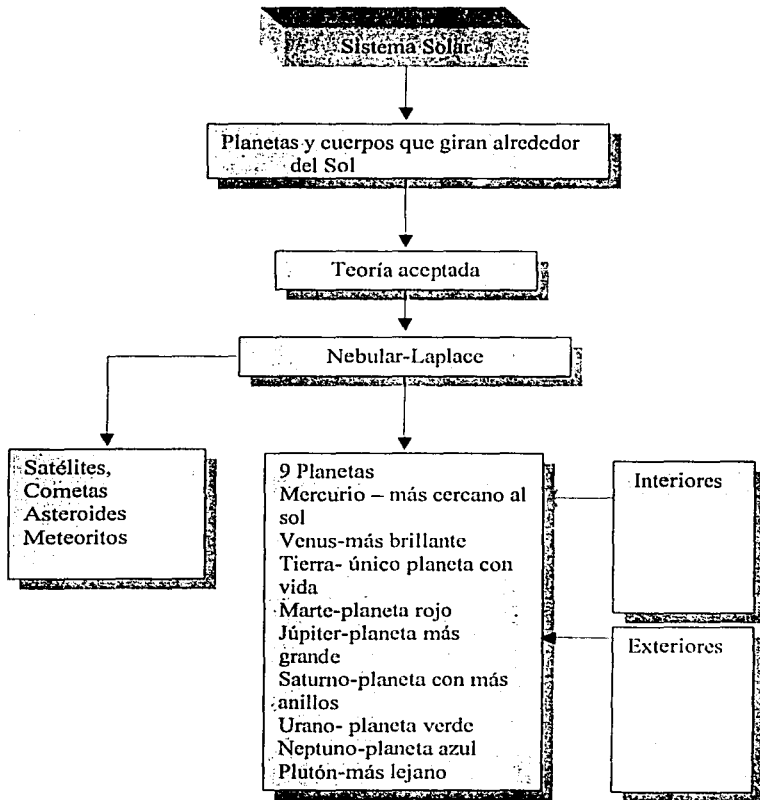 Sistema Solar
Planetas y cuerpos que giran alrededor
del Sol
Teoría aceptada
Nebular-Laplace
Satélites,
Cometas
Asteroides
Meteoritos
9 Planetas
Mercurio – más cercano al
sol
Venus-más brillante
Tierra- único planeta con
vida
Marte-planeta rojo
Júpiter-planeta más
grande
Saturno-planeta con más
anillos
Urano- planeta verde
Neptuno-planeta azul
Plutón-más lejano
Interiores
Exteriores